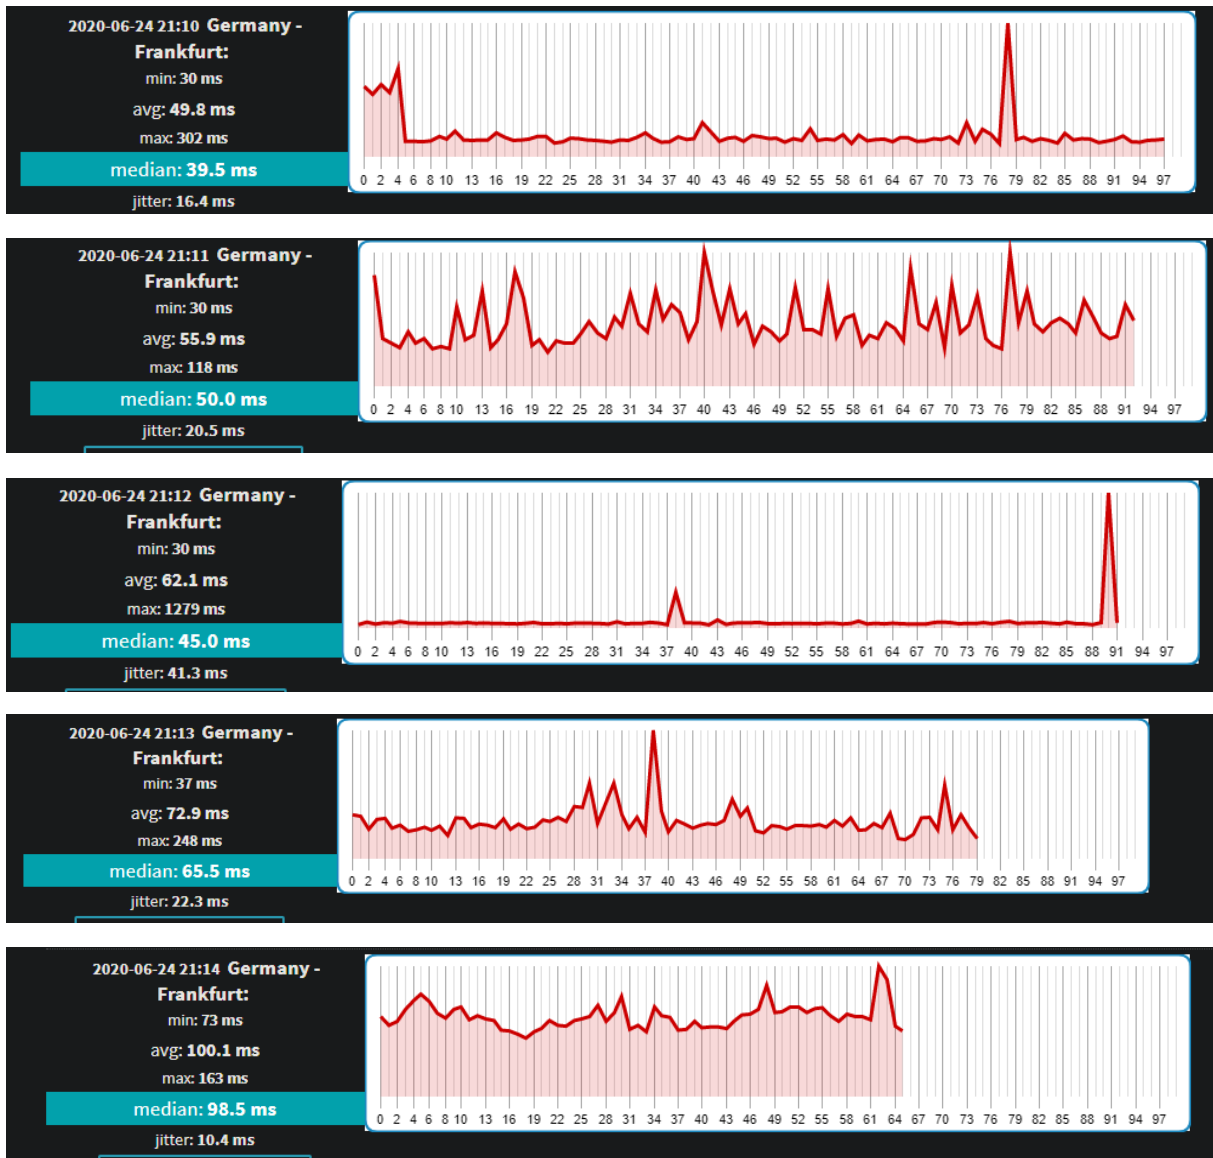 2020-06-24 21:10 Germany -
Frankfurt:
min: 30 ms
avg: 49.8 ms
max: 302 ms
median: 39.5 ms
jitter: 16.4 ms
0 2 4 6 8 10 13 16 19 22 25 28 31 34 37 40 43 46 49 52 55 58 61 64 67 70 73 76 79 82 85 88 91 94 97
2020-06-24 21:11 Germany -
Frankfurt:
min: 30 ms
avg: 55.9 ms
max: 118 ms
median: 50.0 ms
jitter: 20.5 ms
0 2 4 6 8 10 13 16 19 22 25 28 31 34 37 40 43 46 49 52 55 58 61 64 67 70 73 76 79 82 85 88 91 94 97
2020-06-24 21:12 Germany -
Frankfurt:
min: 30 ms
avg: 62.1 ms
max: 1279 ms
median: 45.0 ms
jitter: 41.3 ms
0 2 4 6 8 10 13 16 19 22 25 28 31 34 37 40 43 46 49 52 55 58 61 64 67 70 73 76 79 82 85 88 91 94 97
2020-06-24 21:13 Germany -
Frankfurt:
min: 37 ms
avg: 72.9 ms
max: 248 ms
median: 65.5 ms
jitter: 22.3 ms
0 2 4 6 8 10 13 16 19 22 25 28 31 34 37 40 43 46 49 52 55 58 61 64 67 70 73 76 79 82 85 88 91 94 97
2020-06-24 21:14 Germany -
Frankfurt:
min: 73 ms
avg: 100.1 ms
max: 163 ms
median: 98.5 ms
jitter: 10.4 ms
0 2 4 6 8 10 13 16 19 22 25 28 31 34 37 40 43 46 49 52 55 58 61 64 67 70 73 76 79 82 85 88 91 94 97